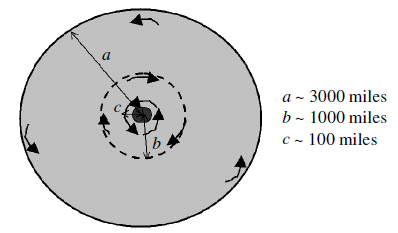 a
c
b
a ~ 3000 miles
b ~ 1000 miles
c ~ 100 miles